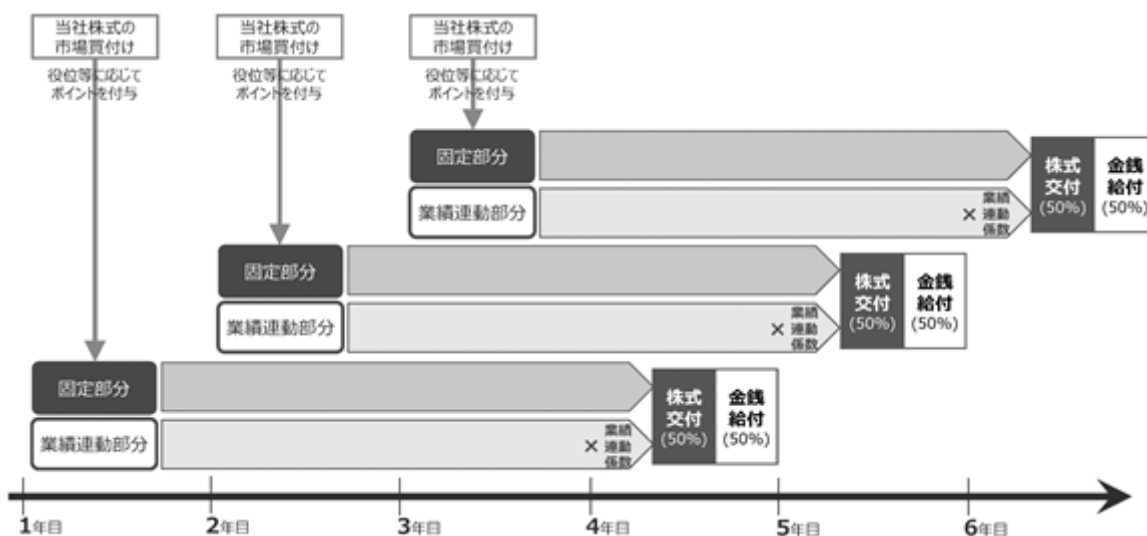 当社株式の
市場買付け
当社株式の
市場買付け
当社株式の
市場買付け
役位等に応じて
ポイントを付与
役位等に応じて
ポイントを付与
役位等に応じて
ポイントを付与
固定部分
業績連動部分
× 業績
連動
係数
株式
交付
(50%)
金銭
給付
(50%)
固定部分
業績連動部分
× 業績
連動
係数
株式
交付
(50%)
金銭
給付
(50%)
固定部分
業績連動部分
× 業績
連動
係数
株式
交付
(50%)
金銭
給付
(50%)
1年目
2年目
3年目
4年目
5年目
6年目